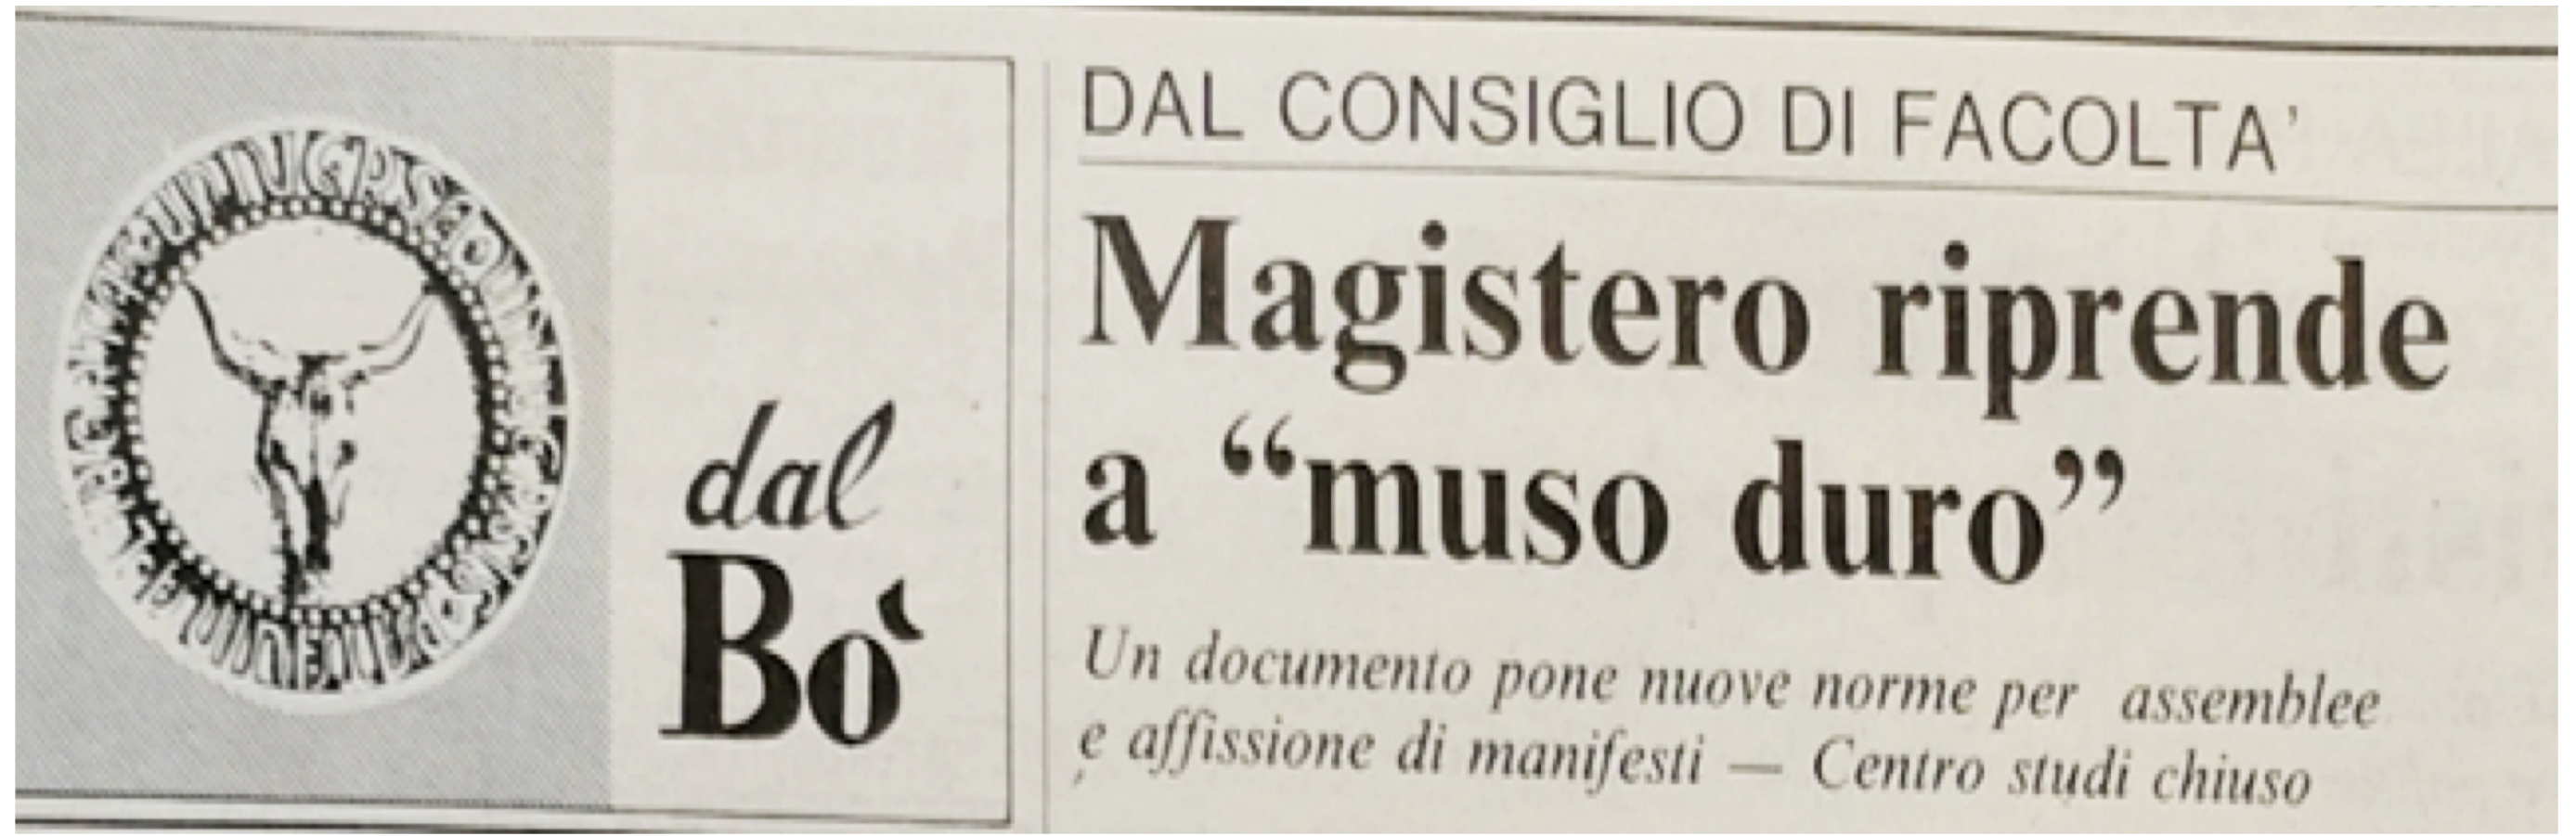 dal
Bo'
DAL CONSIGLIO DI FACOLTA'
Magistero riprende
a “muso duro”
Un documento pone nuove norme per assemblee
e affissione di manifesti — Centro studi chiuso